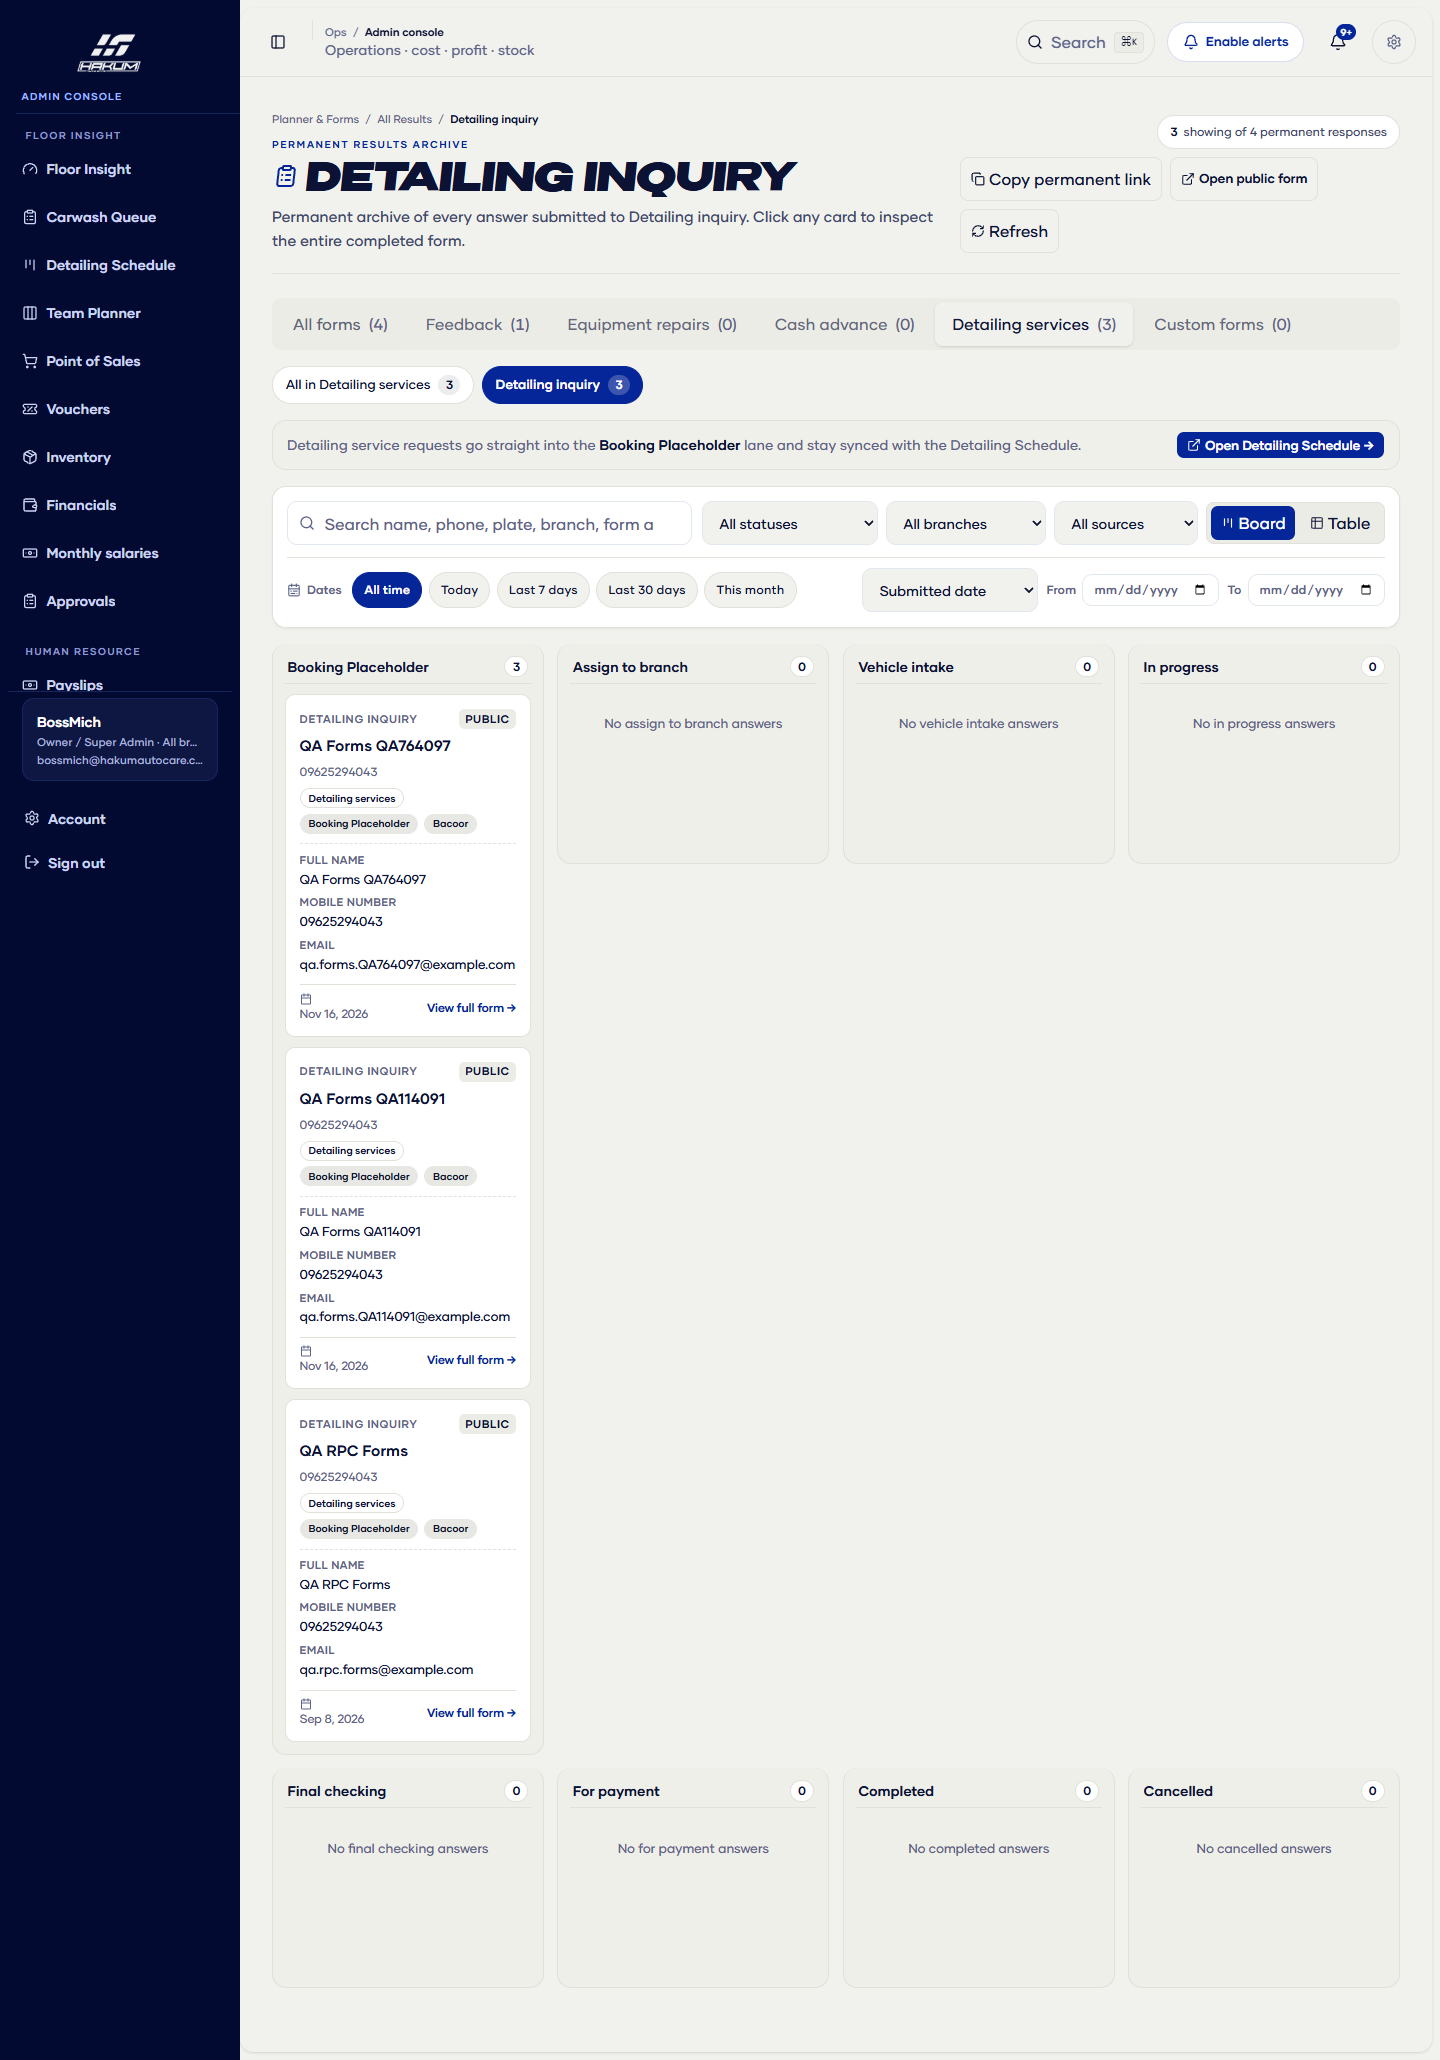 HAKUM
ADMIN CONSOLE
FLOOR INSIGHT
Floor Insight
Carwash Queue
Detailing Schedule
Team Planner
Point of Sales
Vouchers
Inventory
Financials
Monthly salaries
Approvals
HUMAN RESOURCE
Payslips
BossMich
Owner / Super Admin · All br...
bossmich@hakumautocare.c...
Account
Sign out
Ops / Admin console
Operations · cost · profit · stock
Search ⌘K
Enable alerts
9+
Planner & Forms / All Results / Detailing inquiry
PERMANENT RESULTS ARCHIVE
DETAILING INQUIRY
Permanent archive of every answer submitted to Detailing inquiry. Click any card to inspect
the entire completed form.
3 showing of 4 permanent responses
Copy permanent link
Open public form
Refresh
All forms (4)
Feedback (1)
Equipment repairs (0)
Cash advance (0)
Detailing services (3)
Custom forms (0)
All in Detailing services 3
Detailing inquiry 3
Detailing service requests go straight into the Booking Placeholder lane and stay synced with the Detailing Schedule.
Open Detailing Schedule →
Search name, phone, plate, branch, form a
All statuses
All branches
All sources
Board
Table
Dates
All time
Today
Last 7 days
Last 30 days
This month
Submitted date
From mm/dd/yyyy
To mm/dd/yyyy
Booking Placeholder 3
DETAILING INQUIRY PUBLIC
QA Forms QA764097
09625294043
Detailing services
Booking Placeholder Bacoor
FULL NAME
QA Forms QA764097
MOBILE NUMBER
09625294043
EMAIL
qa.forms.QA764097@example.com
Nov 16, 2026
View full form →
DETAILING INQUIRY PUBLIC
QA Forms QA114091
09625294043
Detailing services
Booking Placeholder Bacoor
FULL NAME
QA Forms QA114091
MOBILE NUMBER
09625294043
EMAIL
qa.forms.QA114091@example.com
Nov 16, 2026
View full form →
DETAILING INQUIRY PUBLIC
QA RPC Forms
09625294043
Detailing services
Booking Placeholder Bacoor
FULL NAME
QA RPC Forms
MOBILE NUMBER
09625294043
EMAIL
qa.rpc.forms@example.com
Sep 8, 2026
View full form →
Assign to branch 0
No assign to branch answers
Vehicle intake 0
No vehicle intake answers
In progress 0
No in progress answers
Final checking 0
No final checking answers
For payment 0
No for payment answers
Completed 0
No completed answers
Cancelled 0
No cancelled answers